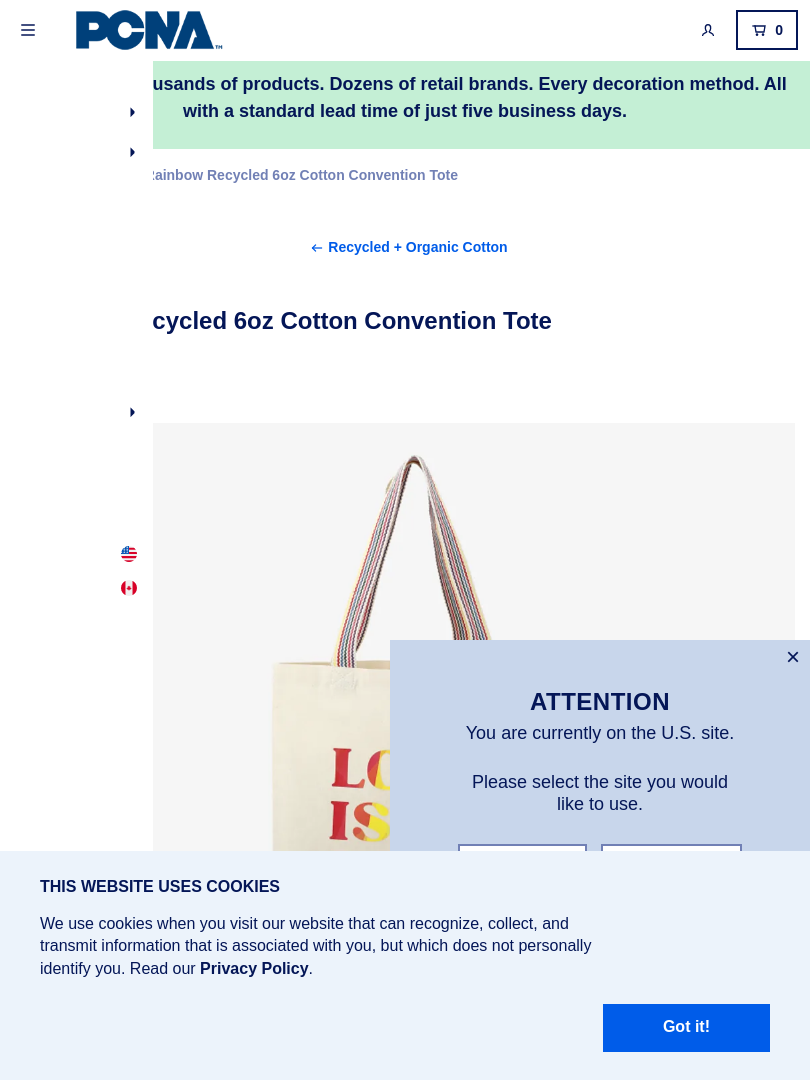 PCNA™
0
usands of products. Dozens of retail brands. Every decoration method. All
with a standard lead time of just five business days.
Rainbow Recycled 6oz Cotton Convention Tote
← Recycled + Organic Cotton
cycled 6oz Cotton Convention Tote
LO
IS
ATTENTION
You are currently on the U.S. site.
Please select the site you would
like to use.
THIS WEBSITE USES COOKIES
We use cookies when you visit our website that can recognize, collect, and
transmit information that is associated with you, but which does not personally
identify you. Read our Privacy Policy.
Got it!